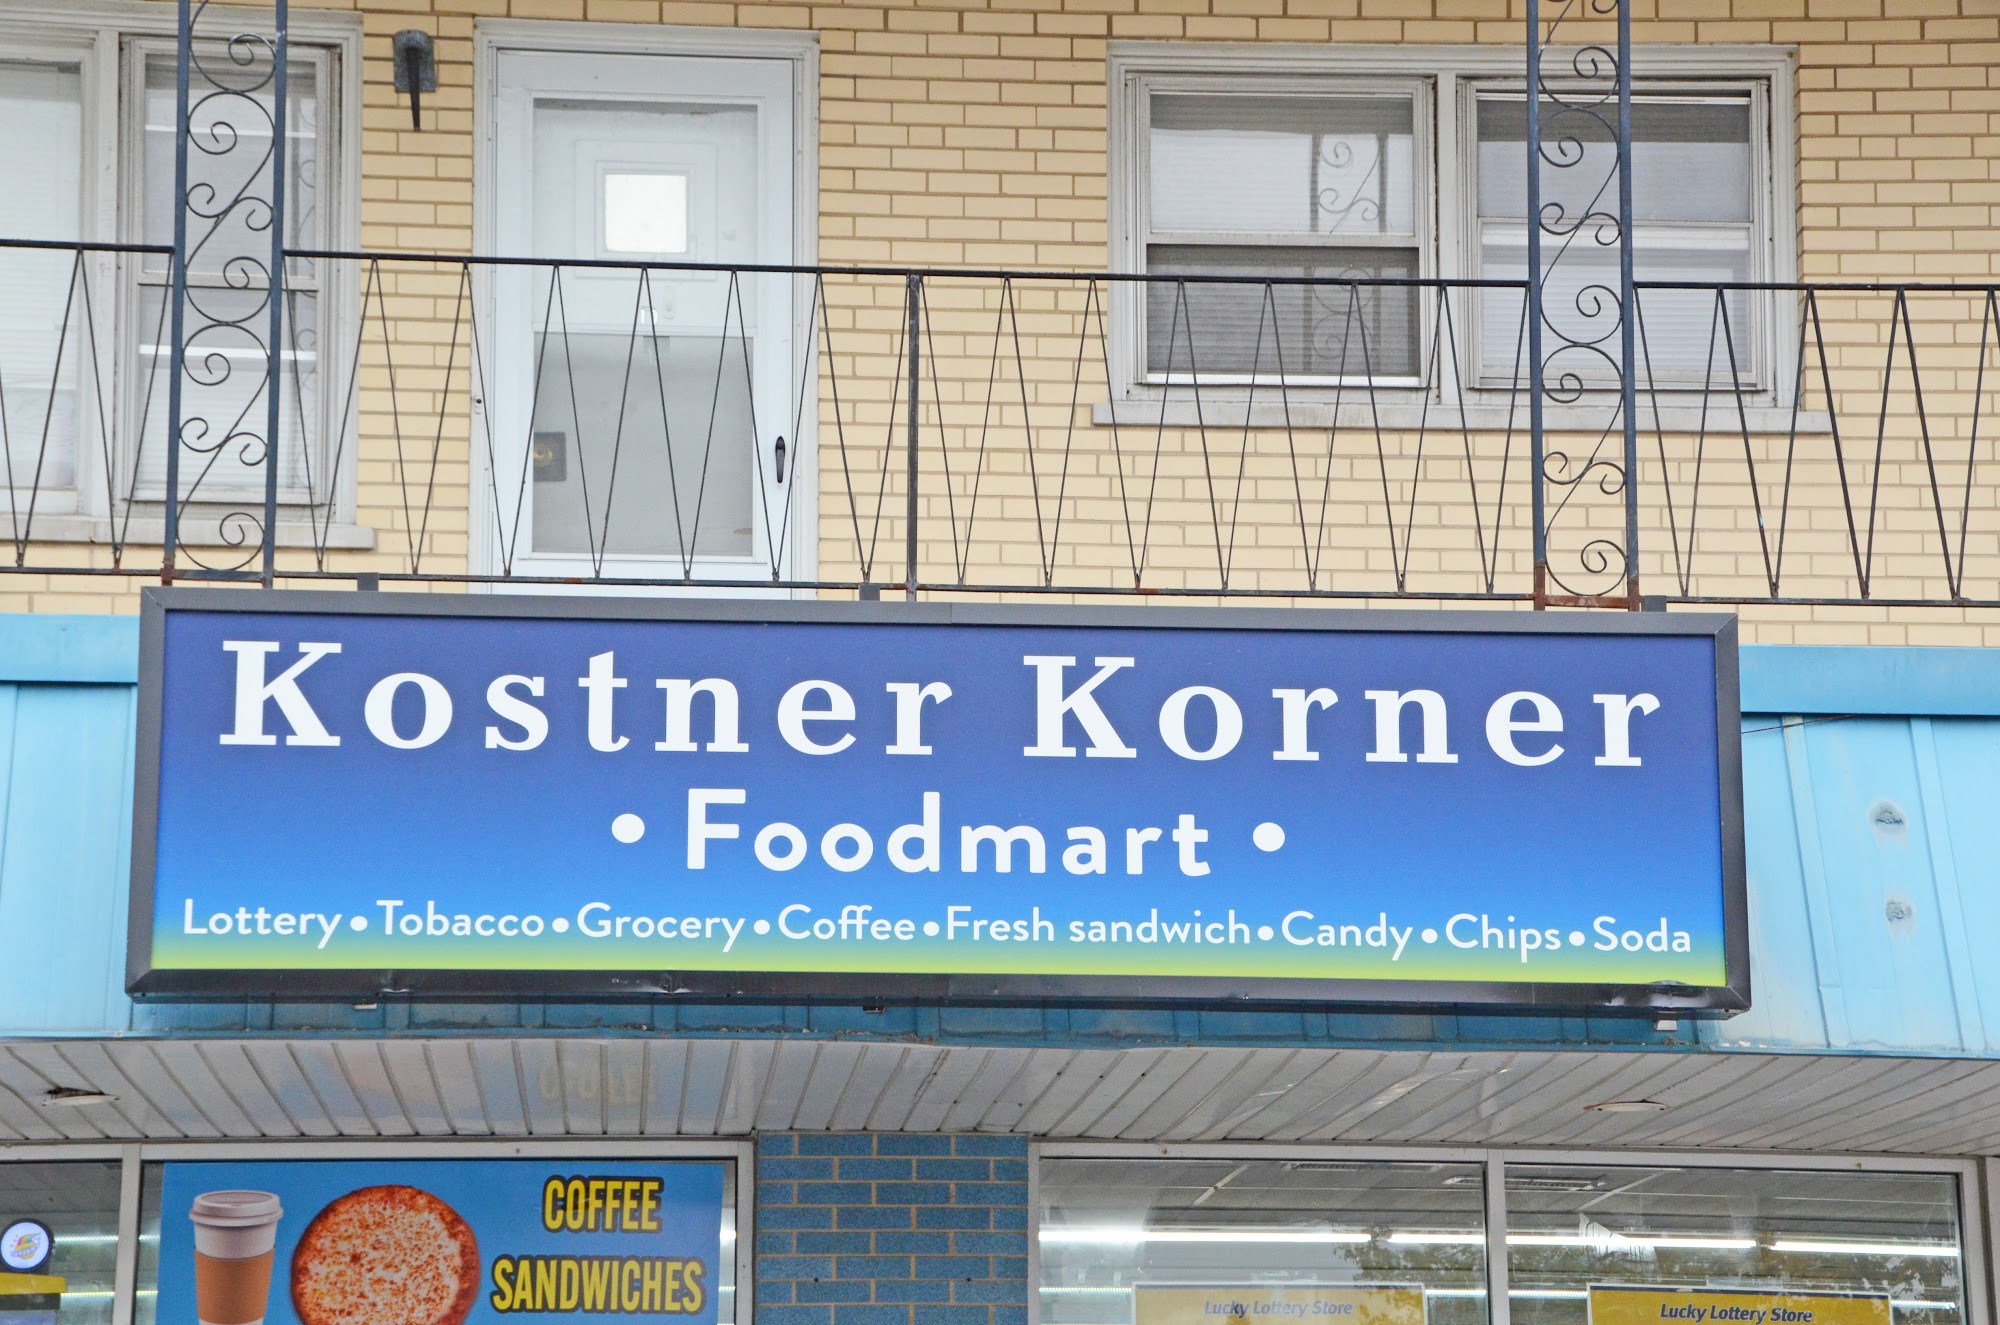 Kostner Korner
• Foodmart •
Lottery • Tobacco • Grocery • Coffee • Fresh sandwich • Candy • Chips • Soda
COFFEE
SANDWICHES
Lucky Lottery Store
Lucky Lottery Store